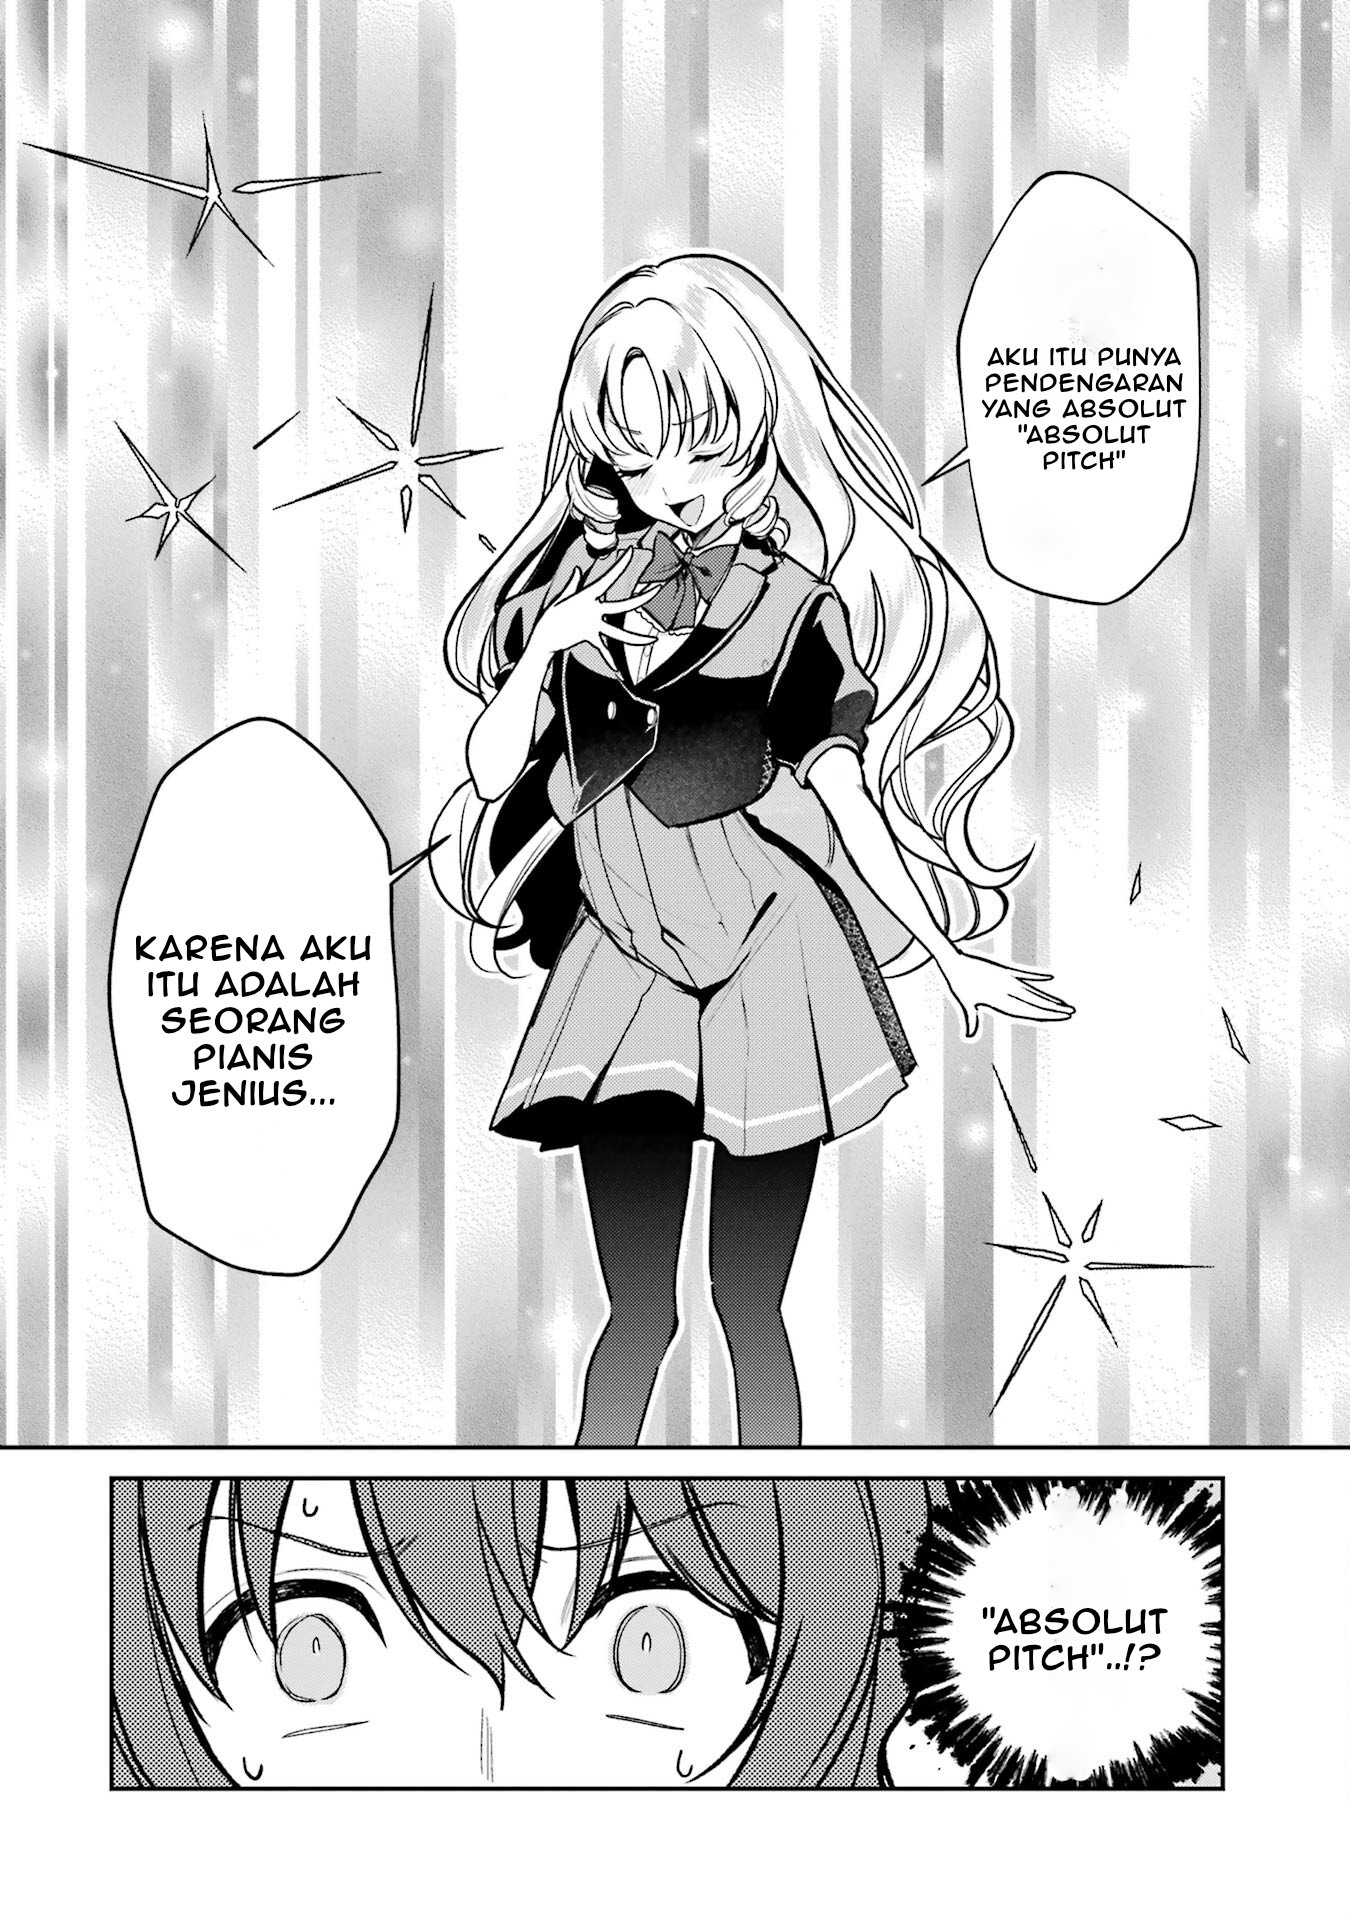 AKU ITU PUNYA
PENDENGARAN
YANG ABSOLUT
"ABSOLUT
PITCH"
KARENA AKU
ITU ADALAH
SEORANG
PIANIS
JENIUS...
"ABSOLUT
PITCH"..!?